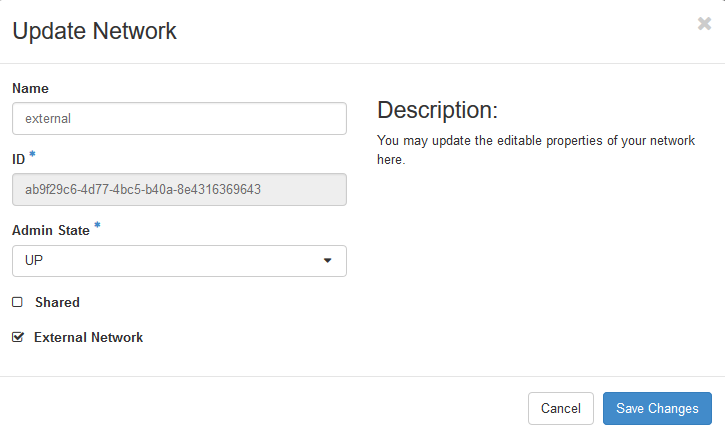 Update Network
×
Name
external
ID *
ab9f29c6-4d77-4bc5-b40a-8e4316369643
Admin State *
UP
Shared
External Network
Description:
You may update the editable properties of your network
here.
Cancel
Save Changes